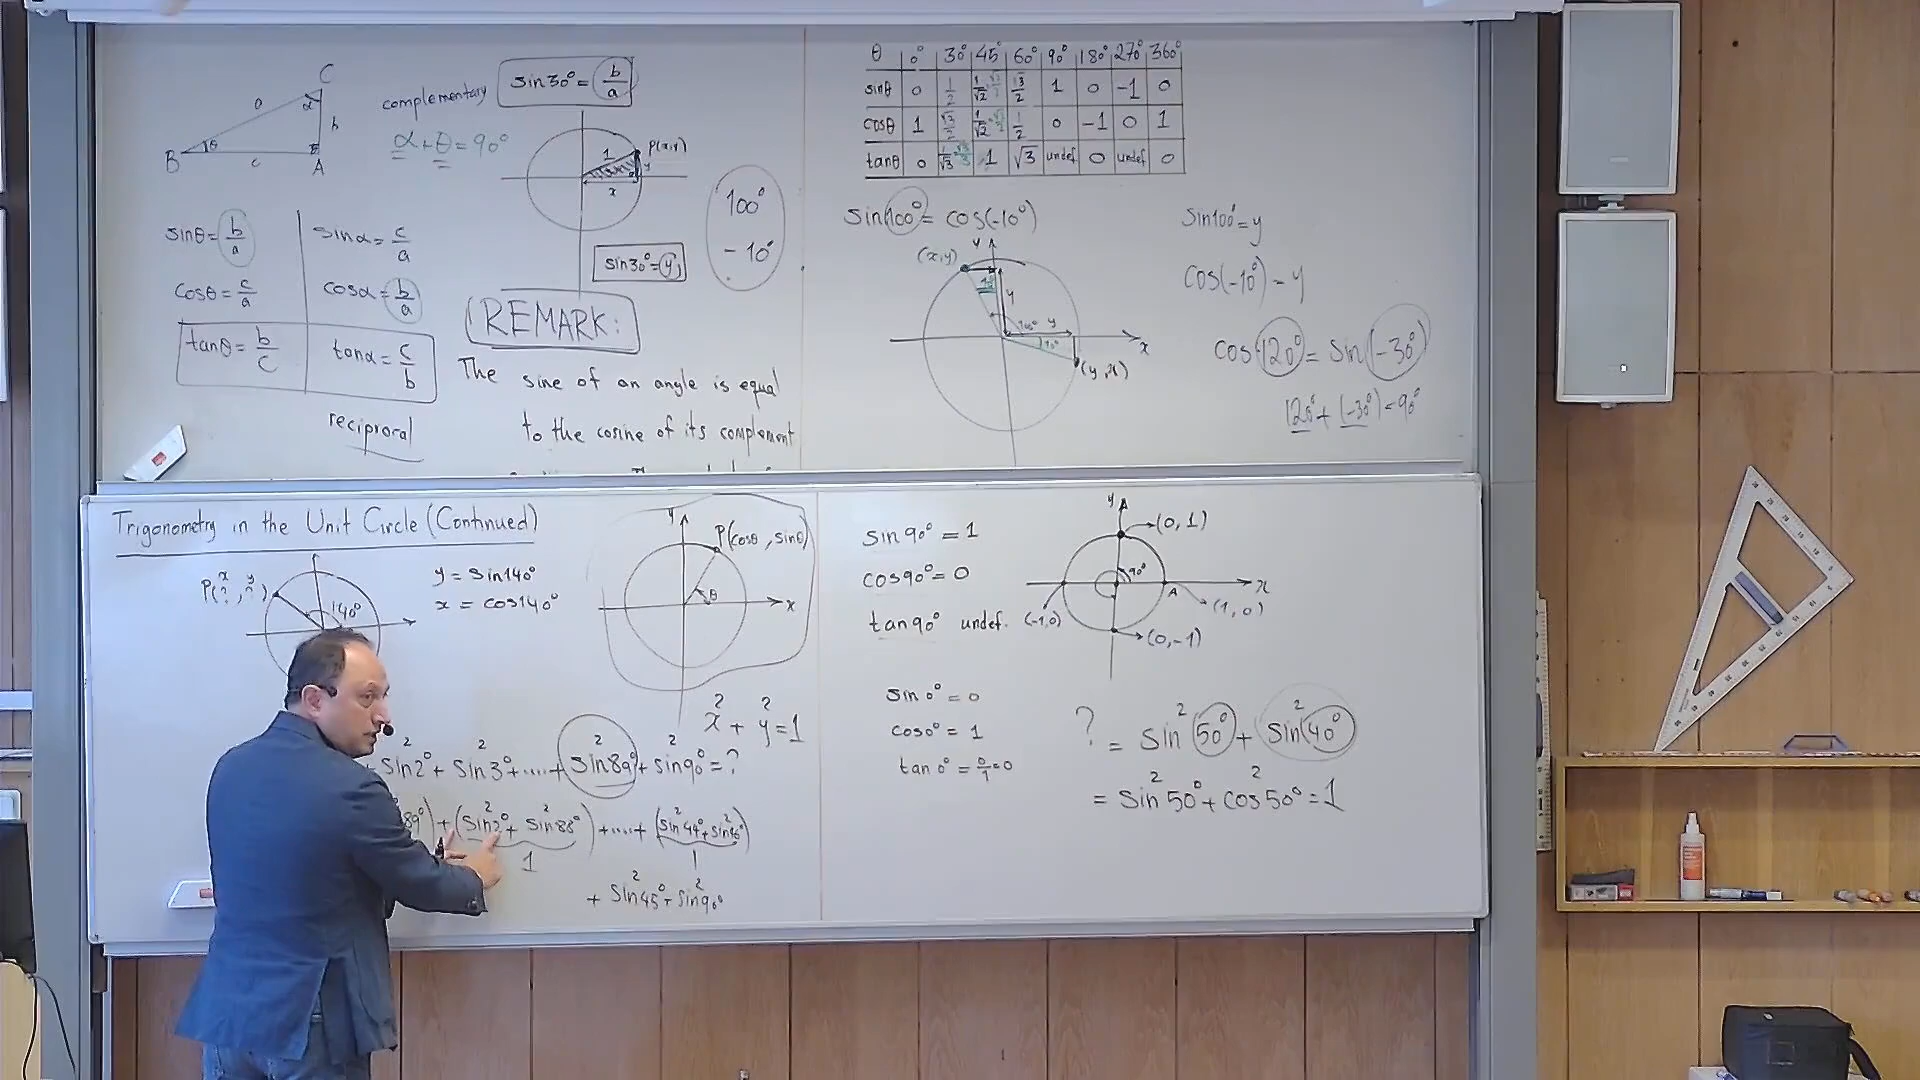 C
a
α
b
B
θ
c
A
complementary
α + θ = 90°
sin30° = b/a
1
P(x,y)
y
x
sin30° = y
100°
-10°
sinθ = b/a
sinα = c/a
cosθ = c/a
cosα = b/a
tanθ = b/c
tanα = c/b
reciprocal
REMARK:
The sine of an angle is equal
to the cosine of its complement
θ 0° 30° 45° 60° 90° 180° 270° 360°
sinθ 0 1/2 1/√2 √3/2 1 0 -1 0
cosθ 1 √3/2 1/√2 1/2 0 -1 0 1
tanθ 0 1/√3 1 √3 undef 0 undef 0
sin100° = cos(-10°)
y
(x,y)
y
100°
y
10°
x
(y,x)
sin100° = y
cos(-10°) = y
cos120° = sin(-30°)
120° + (-30°) = 90°
Trigonometry in the Unit Circle (Continued)
x y
P(?, ?)
140°
y = sin140°
x = cos140°
y
P(cosθ, sinθ)
θ
x
x² + y² = 1
+ sin²2° + sin²3° + .... + sin²89° + sin²90° = ?
89°) + (sin²2° + sin²88°) + .... + (sin²44° + sin²46°)
1 1
+ sin²45° + sin²90°
sin90° = 1
cos90° = 0
tan90° undef.
y
(0,1)
90°
x
A
(1,0)
(-1,0)
(0,-1)
sin0° = 0
cos0° = 1
tan0° = 0/1 = 0
? = sin²50° + sin²40°
= sin²50° + cos²50° = 1